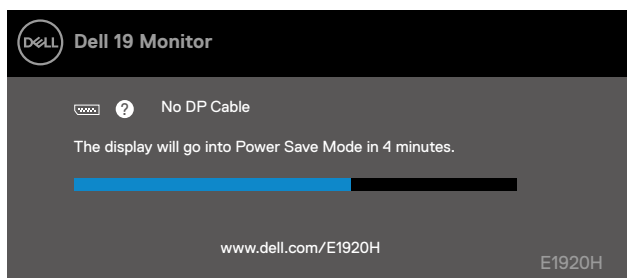 DELL Dell 19 Monitor
? No DP Cable
The display will go into Power Save Mode in 4 minutes.
www.dell.com/E1920H
E1920H